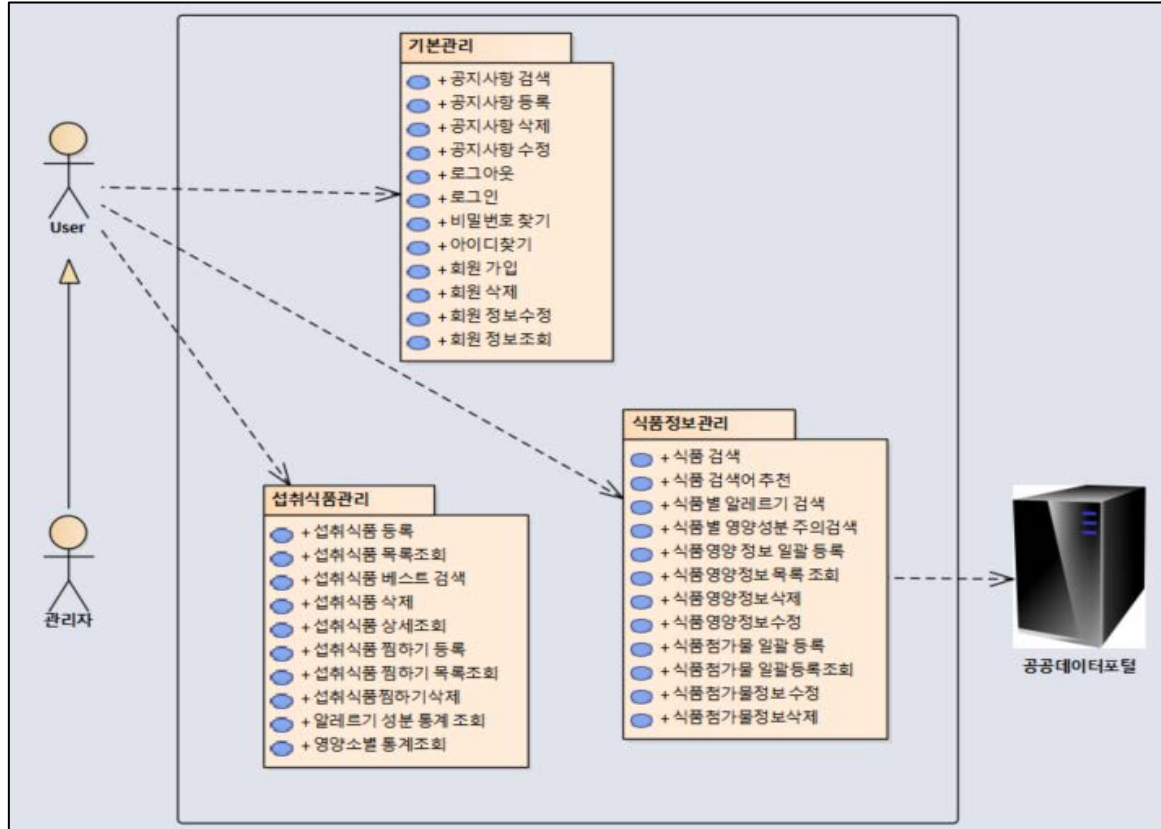 기본관리
+ 공지사항 검색
+ 공지사항 등록
+ 공지사항 삭제
+ 공지사항 수정
+ 로그아웃
+ 로그인
+ 비밀번호 찾기
+ 아이디찾기
+ 회원 가입
+ 회원 삭제
+ 회원 정보수정
+ 회원 정보조회
User
관리자
섭취식품관리
+ 섭취식품 등록
+ 섭취식품 목록조회
+ 섭취식품 베스트 검색
+ 섭취식품 삭제
+ 섭취식품 상세조회
+ 섭취식품 찜하기 등록
+ 섭취식품 찜하기 목록조회
+ 섭취식품찜하기삭제
+ 알레르기 성분 통계 조회
+ 영양소별 통계조회
식품정보관리
+ 식품 검색
+ 식품 검색어 추천
+ 식품별 알레르기 검색
+ 식품별 영양성분 주의검색
+ 식품영양 정보 일괄 등록
+ 식품영양정보 목록 조회
+ 식품영양정보삭제
+ 식품영양정보수정
+ 식품첨가물 일괄 등록
+ 식품첨가물 일괄등록조회
+ 식품첨가물정보 수정
+ 식품첨가물정보삭제
공공데이터포털